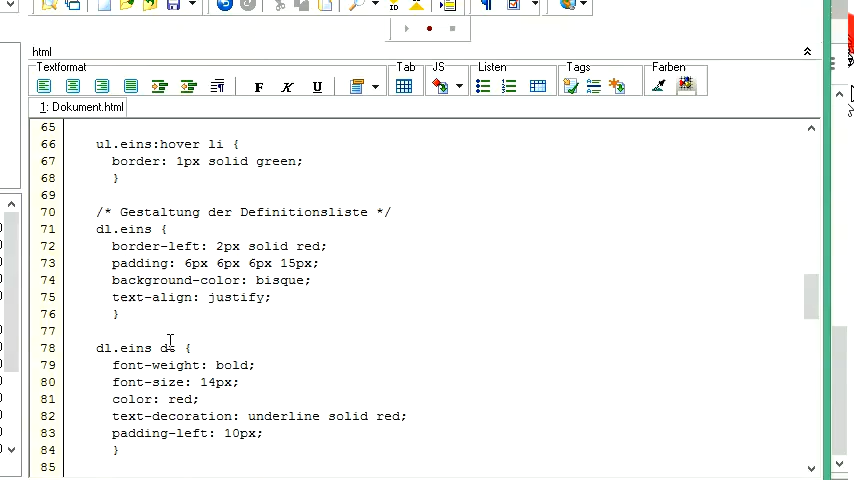 html
Textformat
Tab
JS
Listen
Tags
Farben
F K U
1: Dokument.html
65
66 ul.eins:hover li {
67 border: 1px solid green;
68 }
69
70 /* Gestaltung der Definitionsliste */
71 dl.eins {
72 border-left: 2px solid red;
73 padding: 6px 6px 6px 15px;
74 background-color: bisque;
75 text-align: justify;
76 }
77
78 dl.eins {
79 font-weight: bold;
80 font-size: 14px;
81 color: red;
82 text-decoration: underline solid red;
83 padding-left: 10px;
84 }
85